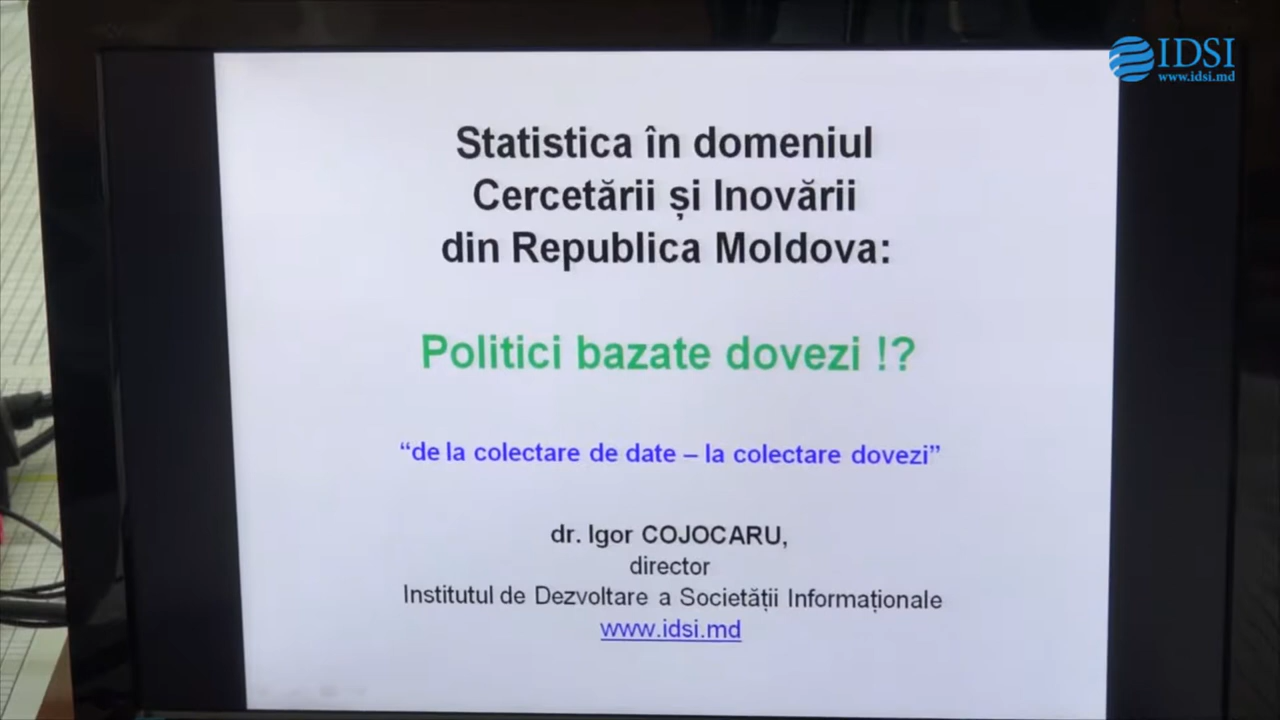 IDSI
www.idsi.md
Statistica în domeniul
Cercetării și Inovării
din Republica Moldova:
Politici bazate dovezi !?
“de la colectare de date – la colectare dovezi”
dr. Igor COJOCARU,
director
Institutul de Dezvoltare a Societății Informaționale
www.idsi.md